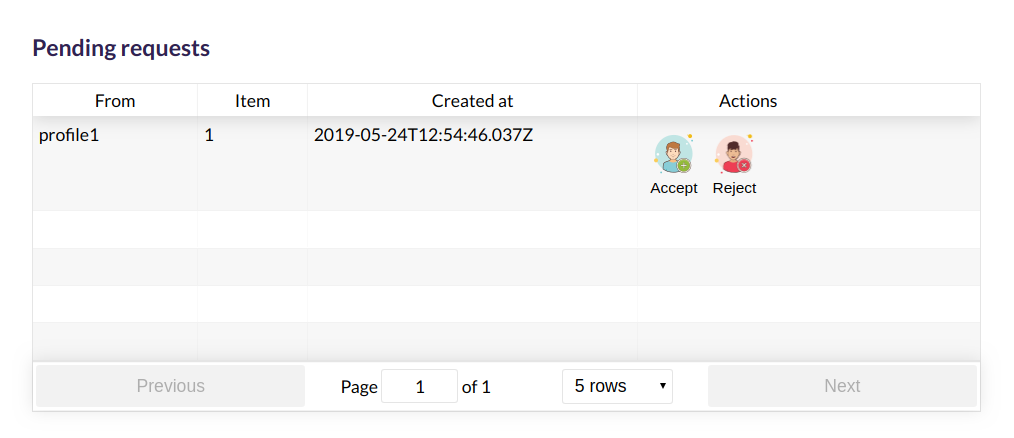 Pending requests
From Item Created at Actions
profile1 1 2019-05-24T12:54:46.037Z
Accept Reject
Previous Page 1 of 1 5 rows Next